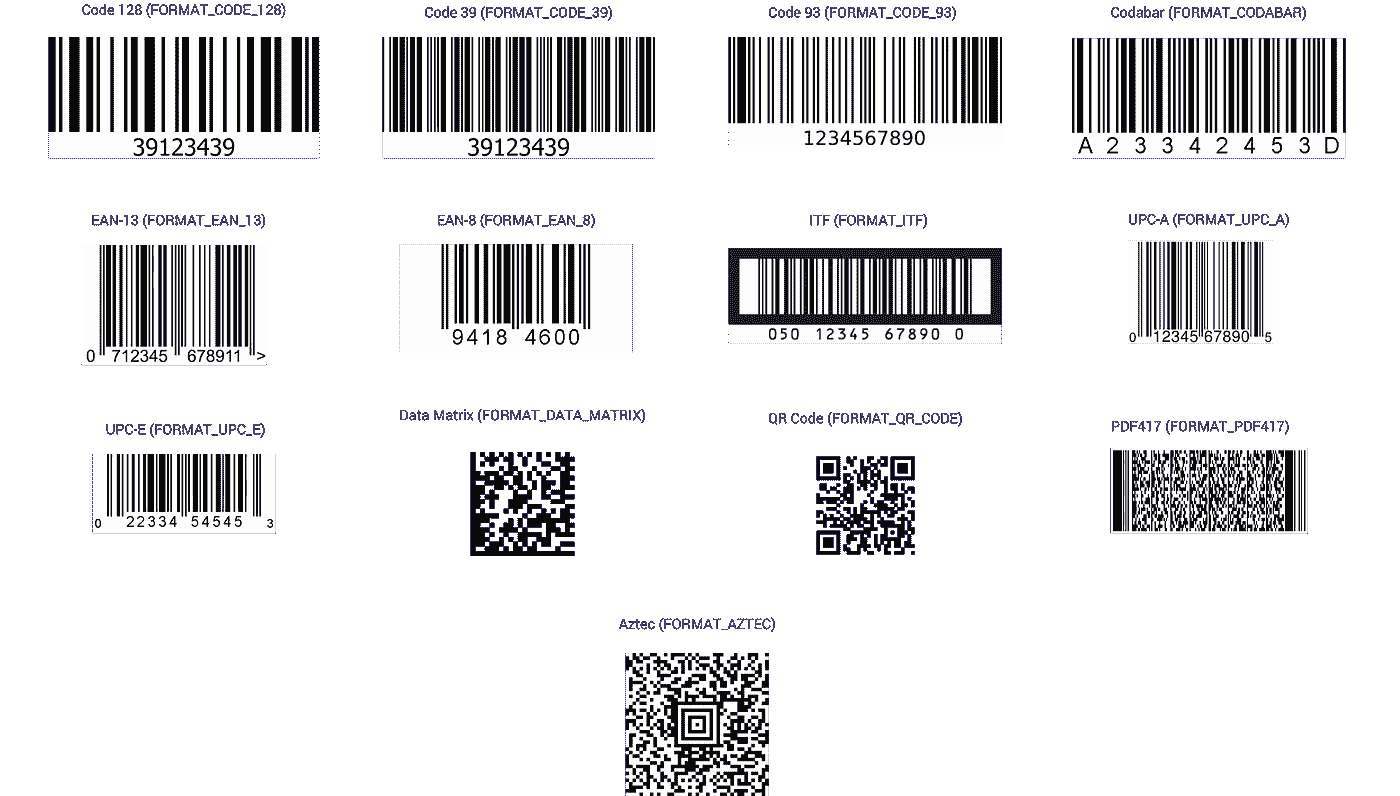 Code 128 (FORMAT_CODE_128)
39123439
Code 39 (FORMAT_CODE_39)
39123439
Code 93 (FORMAT_CODE_93)
1234567890
Codabar (FORMAT_CODABAR)
A 2 3 3 4 2 4 5 3 D
EAN-13 (FORMAT_EAN_13)
0 712345 678911 >
EAN-8 (FORMAT_EAN_8)
9418 4600
ITF (FORMAT_ITF)
050 12345 67890 0
UPC-A (FORMAT_UPC_A)
0 12345 67890 5
UPC-E (FORMAT_UPC_E)
0 22334 54545 3
Data Matrix (FORMAT_DATA_MATRIX)
QR Code (FORMAT_QR_CODE)
PDF417 (FORMAT_PDF417)
Aztec (FORMAT_AZTEC)